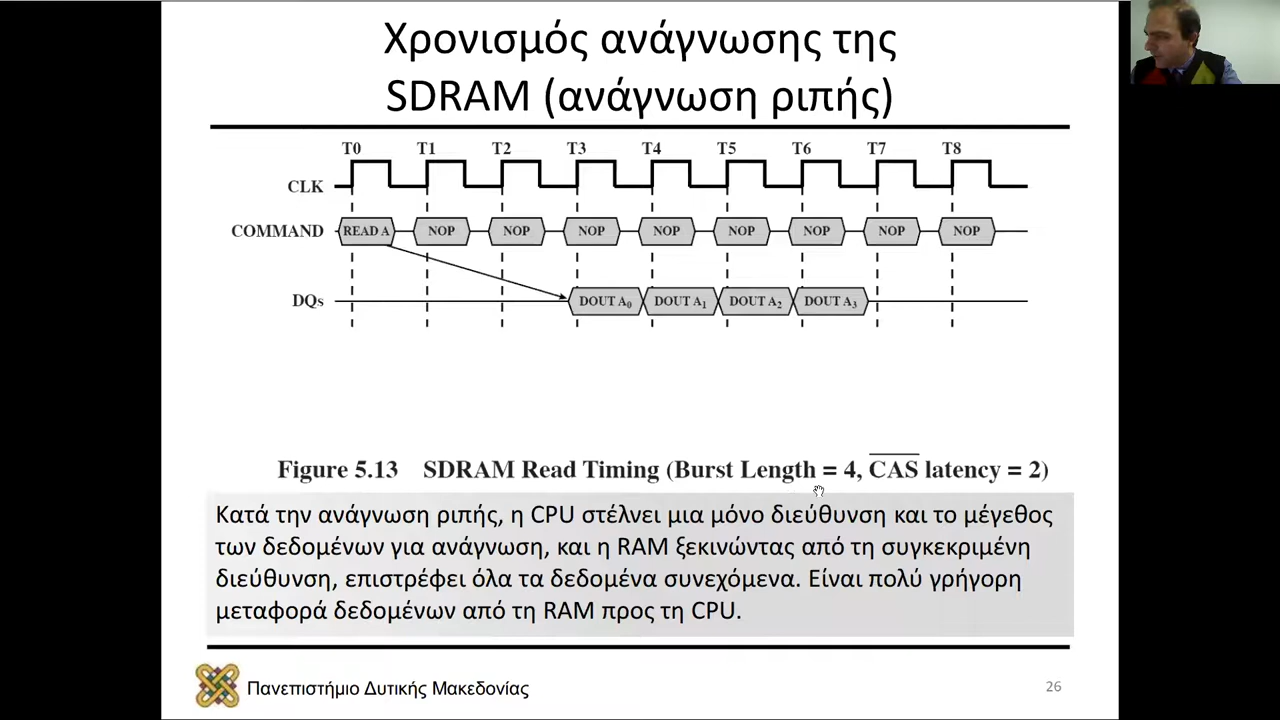 Χρονισμός ανάγνωσης της
SDRAM (ανάγνωση ριπής)
T0 T1 T2 T3 T4 T5 T6 T7 T8
CLK
COMMAND READ A NOP NOP NOP NOP NOP NOP NOP NOP
DQs DOUT A0 DOUT A1 DOUT A2 DOUT A3
Figure 5.13 SDRAM Read Timing (Burst Length = 4, CAS latency = 2)
Κατά την ανάγνωση ριπής, η CPU στέλνει μια μόνο διεύθυνση και το μέγεθος
των δεδομένων για ανάγνωση, και η RAM ξεκινώντας από τη συγκεκριμένη
διεύθυνση, επιστρέφει όλα τα δεδομένα συνεχόμενα. Είναι πολύ γρήγορη
μεταφορά δεδομένων από τη RAM προς τη CPU.
Πανεπιστήμιο Δυτικής Μακεδονίας
26